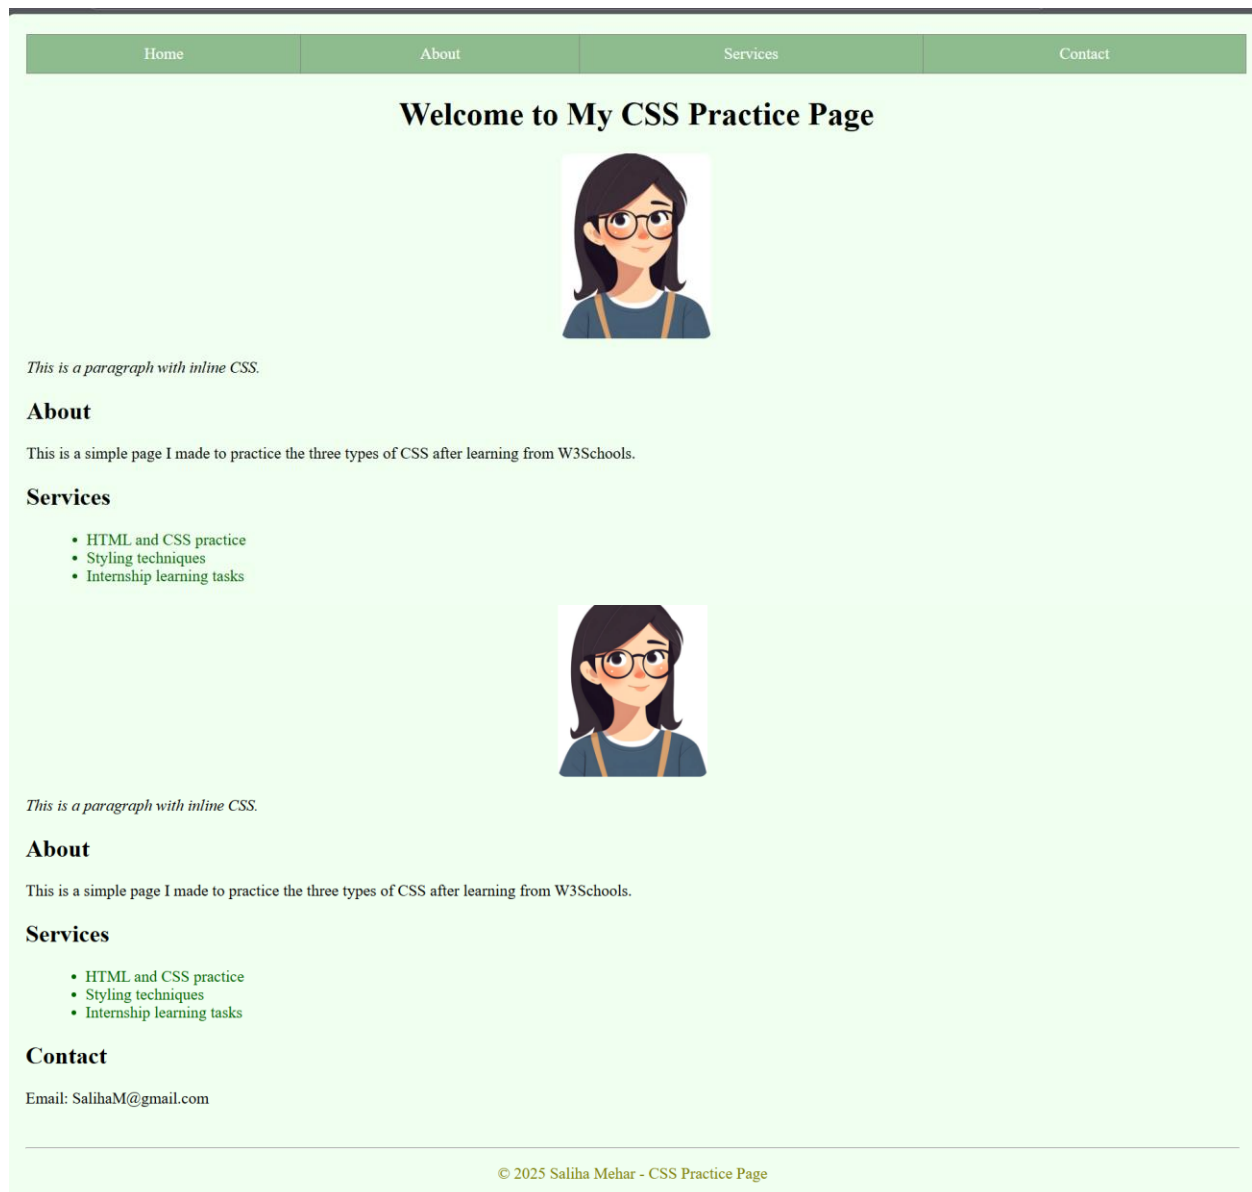 Home About Services Contact
Welcome to My CSS Practice Page
This is a paragraph with inline CSS.
About
This is a simple page I made to practice the three types of CSS after learning from W3Schools.
Services
• HTML and CSS practice
• Styling techniques
• Internship learning tasks
This is a paragraph with inline CSS.
About
This is a simple page I made to practice the three types of CSS after learning from W3Schools.
Services
• HTML and CSS practice
• Styling techniques
• Internship learning tasks
Contact
Email: SalihaM@gmail.com
© 2025 Saliha Mehar - CSS Practice Page